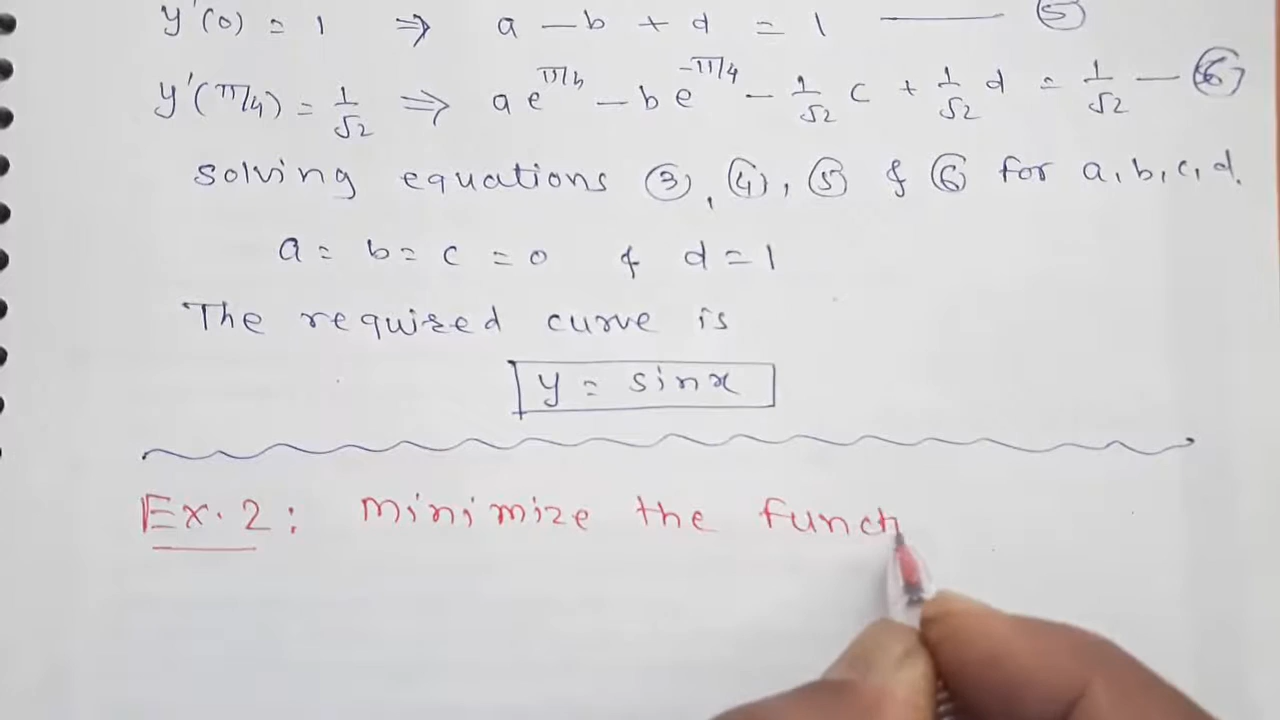 y'(0) = 1 ⇒ a − b + d = 1 —— ⑤
y'(π/4) = 1/√2 ⇒ a e^{π/4} − b e^{-π/4} − 1/√2 c + 1/√2 d = 1/√2 — ⑥
solving equations ③, ④, ⑤ & ⑥ for a, b, c, d.
a = b = c = 0 & d = 1
The required curve is
y = sinx
Ex. 2 : Minimize the funct